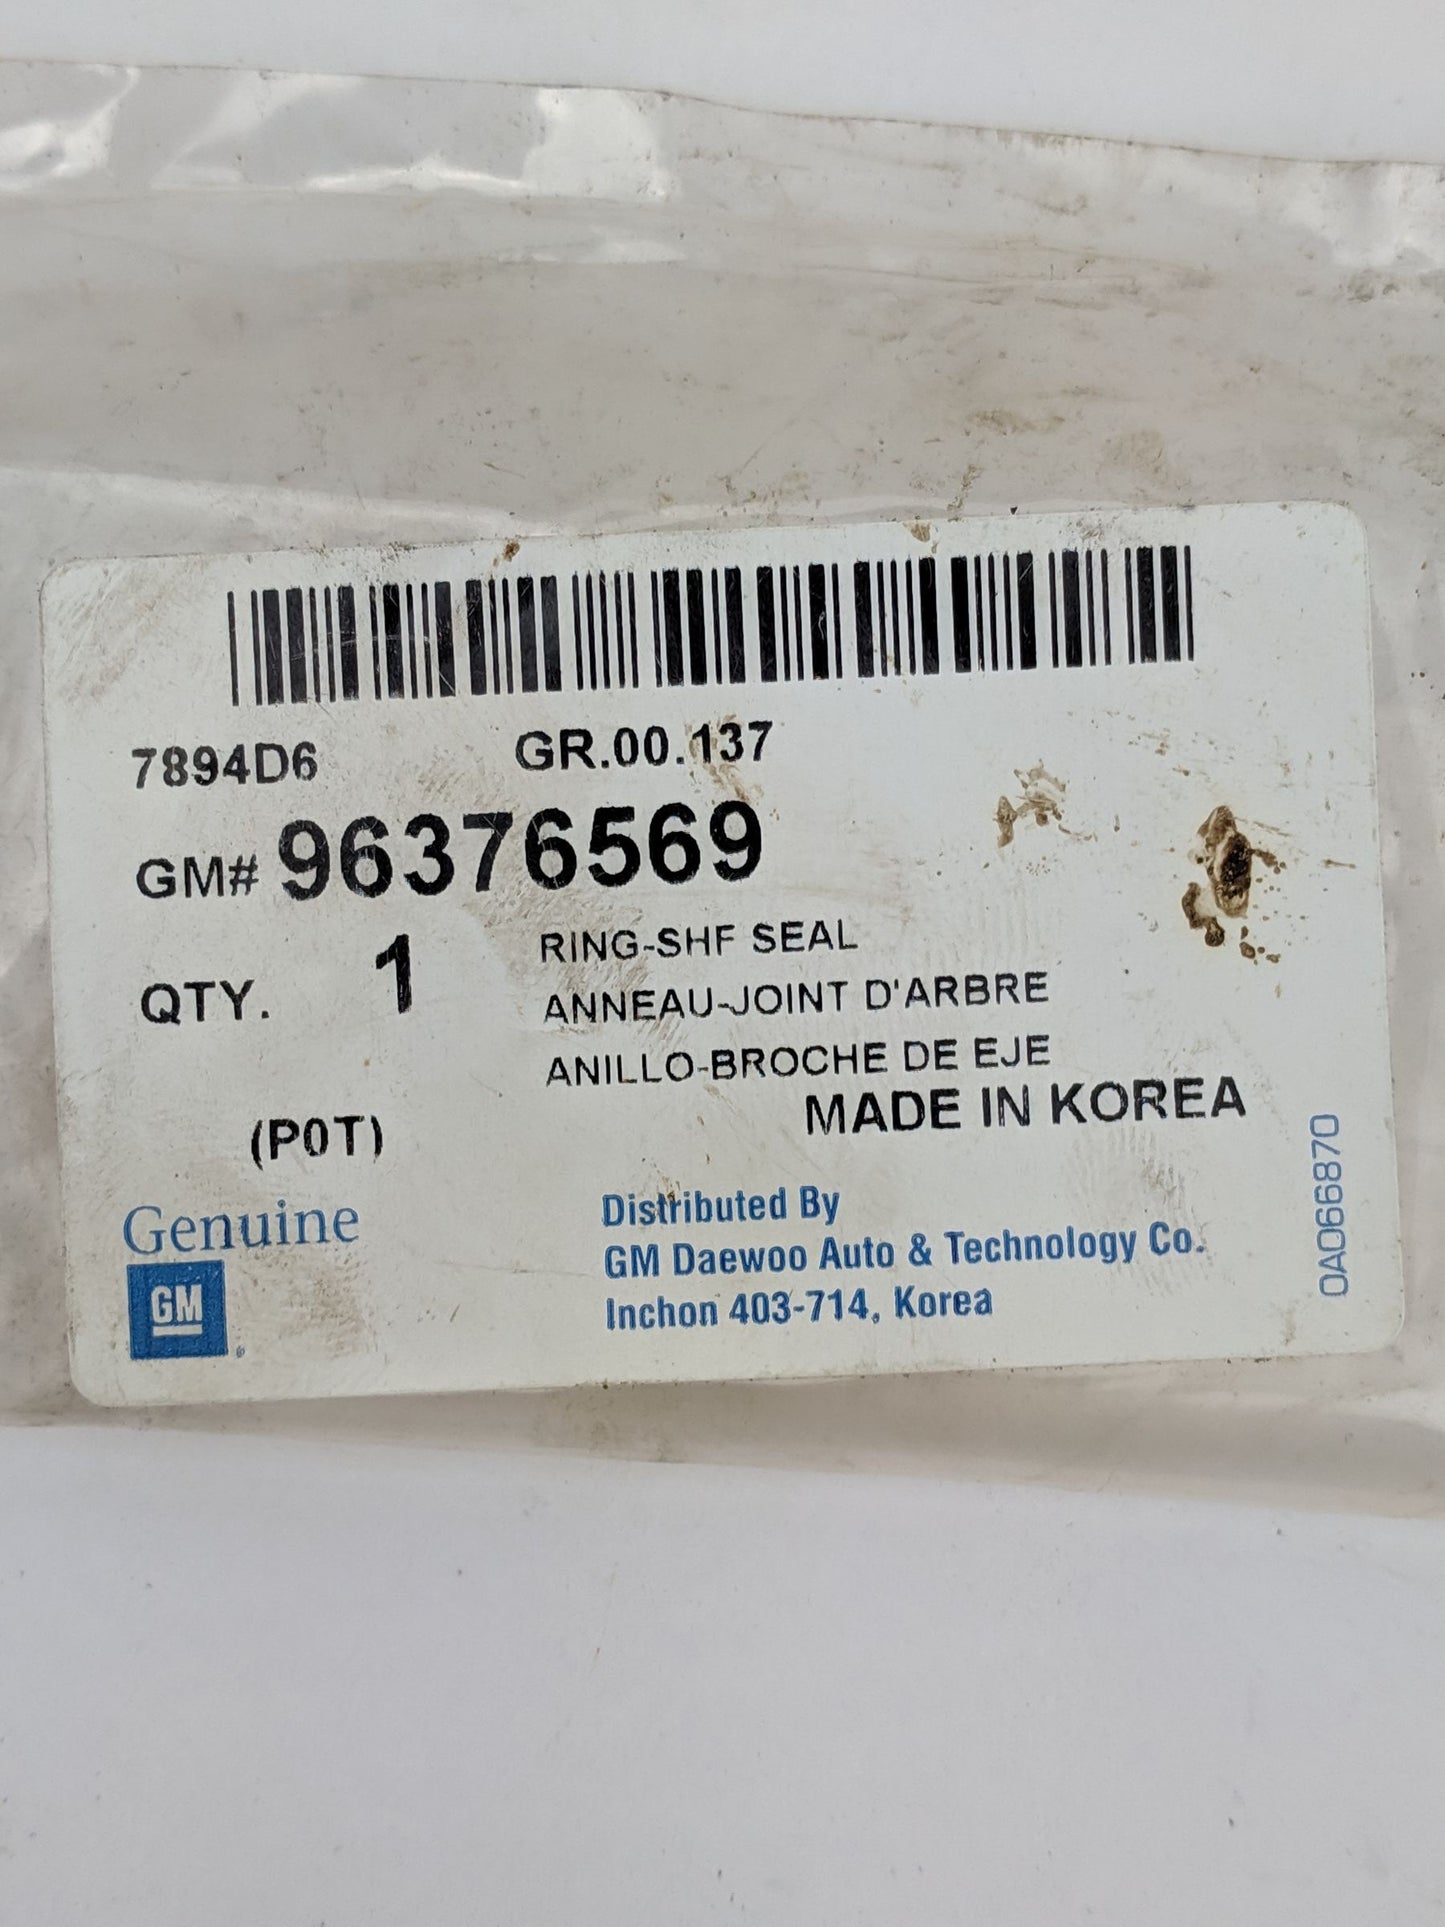 7894D6 GR.00.137
GM# 96376569
QTY. 1
RING-SHF SEAL
ANNEAU-JOINT D'ARBRE
ANILLO-BROCHE DE EJE
MADE IN KOREA
(P0T)
Genuine
GM
Distributed By
GM Daewoo Auto & Technology Co.
Inchon 403-714, Korea
0A066870